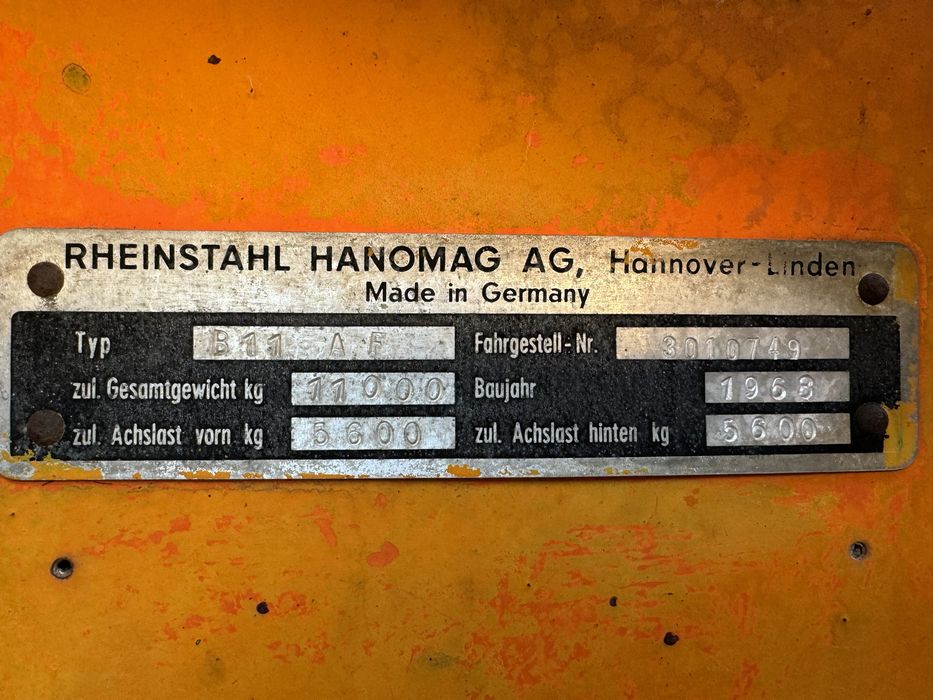 RHEINSTAHL HANOMAG AG, Hannover-Linden
Made in Germany
Typ B11 A F Fahrgestell-Nr. 3010749
zul. Gesamtgewicht kg 11000 Baujahr 1968
zul. Achslast vorn kg 5600 zul. Achslast hinten kg 5600